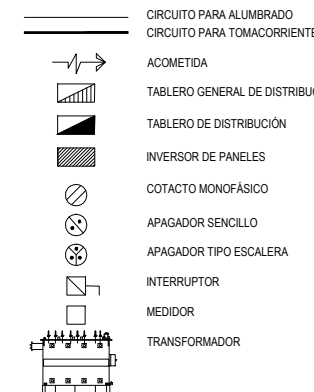 CIRCUITO PARA ALUMBRADO
CIRCUITO PARA TOMACORRIENTE
ACOMETIDA
TABLERO GENERAL DE DISTRIBUC
TABLERO DE DISTRIBUCIÓN
INVERSOR DE PANELES
COTACTO MONOFÁSICO
APAGADOR SENCILLO
APAGADOR TIPO ESCALERA
INTERRUPTOR
MEDIDOR
TRANSFORMADOR